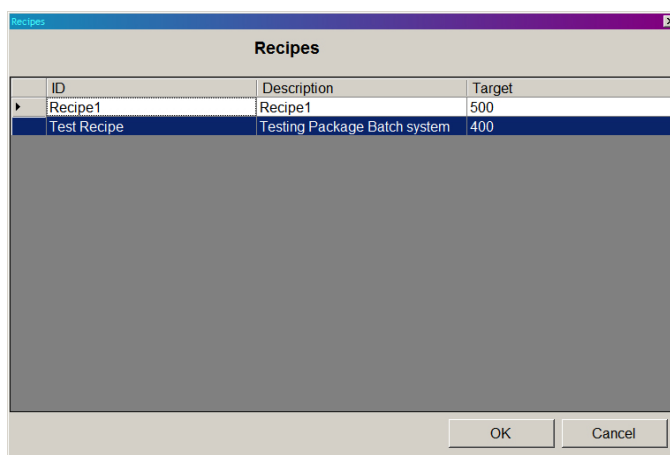 Recipes
Recipes
ID Description Target
Recipe1 Recipe1 500
Test Recipe Testing Package Batch system 400
OK Cancel